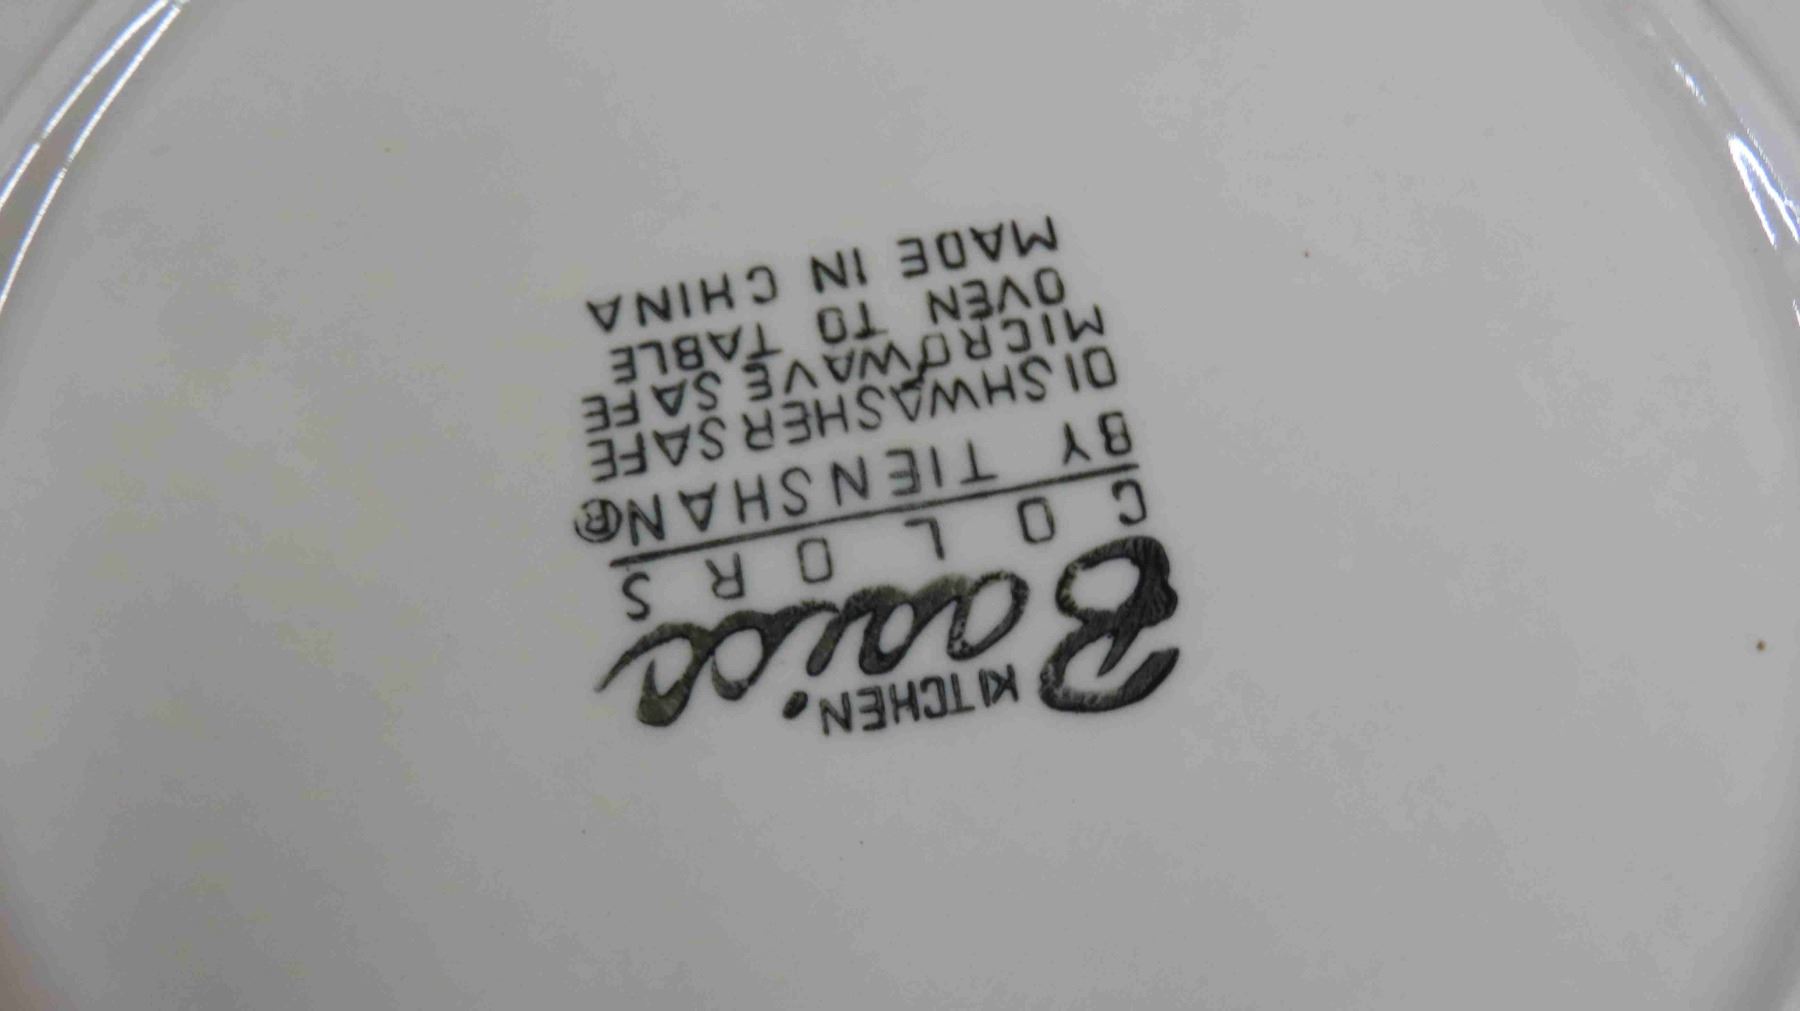 KITCHEN
Basics
COLORS
BY TIENSHAN®
DISHWASHER SAFE
MICROWAVE SAFE
OVEN TO TABLE
MADE IN CHINA